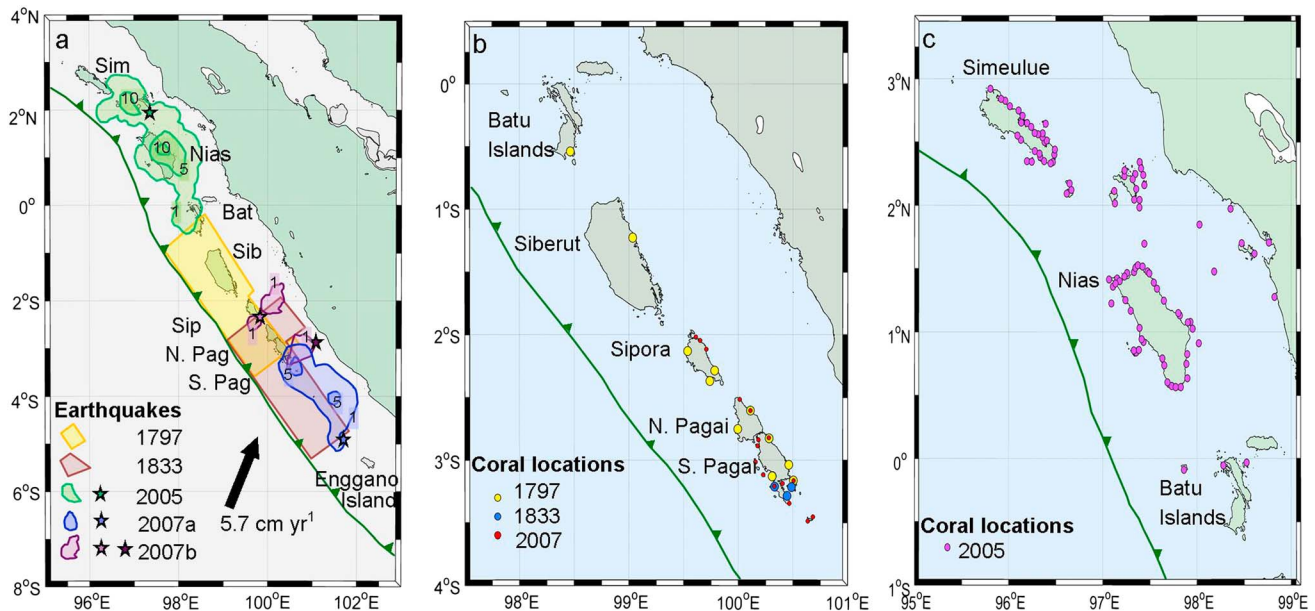 a
4°N
2°N
0°
2°S
4°S
6°S
8°S
96°E
98°E
100°E
102°E
Sim
10
10
Nias
5
1
Bat
Sib
1
Sip
1
1
N. Pag
S. Pag
5
5
1
Enggano
Island
5.7 cm yr¹
Earthquakes
1797
1833
2005
2007a
2007b
b
0°
1°S
2°S
3°S
4°S
98°E
99°E
100°E
101°E
Batu
Islands
Siberut
Sipora
N. Pagai
S. Pagai
Coral locations
1797
1833
2007
c
3°N
2°N
1°N
0°
1°S
95°E
96°E
97°E
98°E
99°E
Simeulue
Nias
Batu
Islands
Coral locations
2005